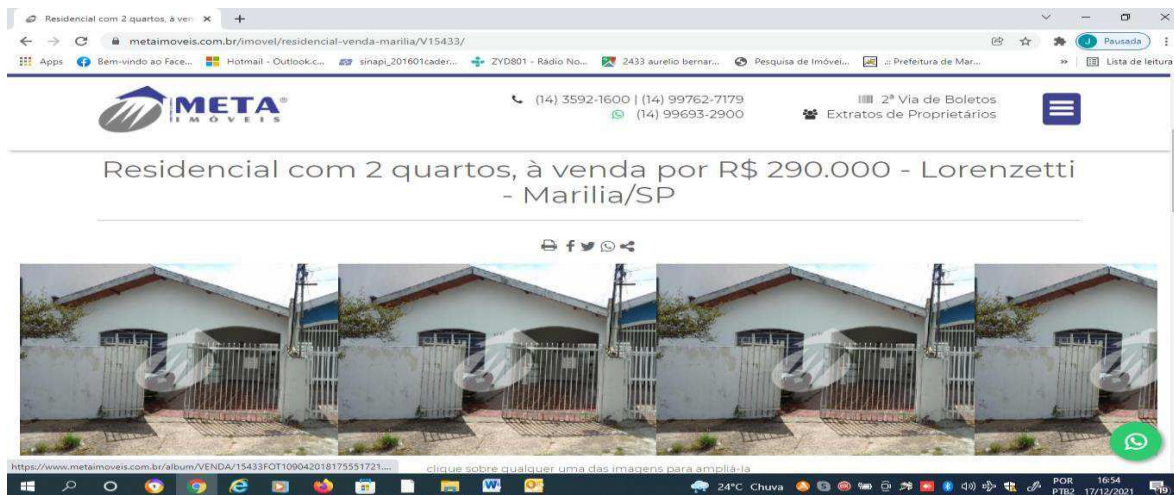 Residencial com 2 quartos, à ven
metaimoveis.com.br/imovel/residencial-venda-marilia/V15433/
Pausada
Apps
Bem-vindo ao Face...
Hotmail - Outlook.c...
sinapi_201601cader...
ZYD801 - Rádio No...
2433 aurelio bernar...
Pesquisa de Imóvei...
.:: Prefeitura de Mar...
Lista de leitura
META
IMÓVEIS
(14) 3592-1600 | (14) 99762-7179
(14) 99693-2900
2ª Via de Boletos
Extratos de Proprietários
Residencial com 2 quartos, à venda por R$ 290.000 - Lorenzetti
- Marilia/SP
https://www.metaimoveis.com.br/album/VENDA/15433FOT109042018175551721....
clique sobre qualquer uma das imagens para ampliá-la
24°C Chuva
POR
PTB2
16:54
17/12/2021